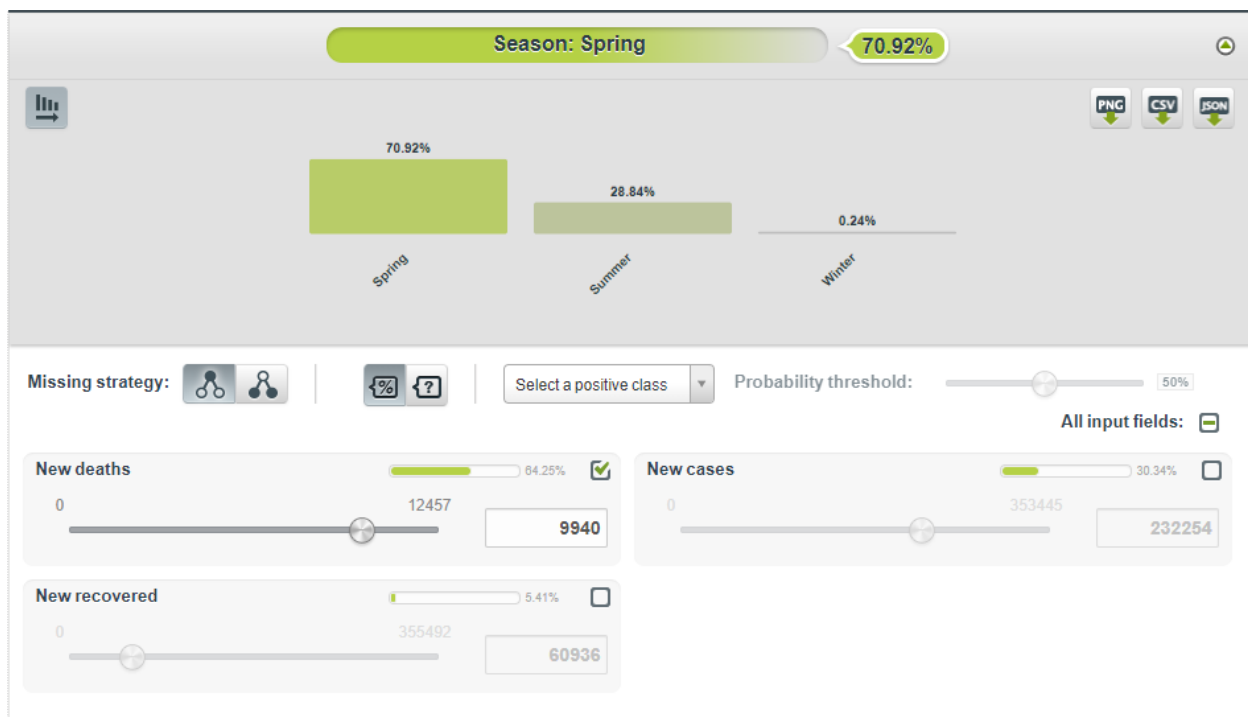 Season: Spring 70.92%
PNG CSV JSON
70.92%
28.84%
0.24%
Spring Summer Winter
Missing strategy: % ? Select a positive class Probability threshold: 50%
All input fields:
New deaths 64.25% New cases 30.34%
0 12457 0 353445
9940 232254
New recovered 5.41%
0 355492
60936